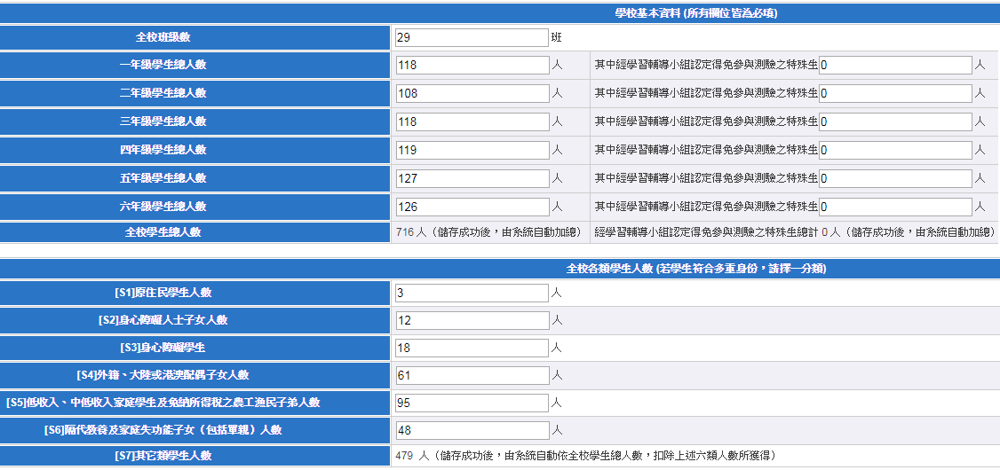 學校基本資料 (所有欄位皆為必填)
全校班級數 29 班
一年級學生總人數 118 人 其中經學習輔導小組認定得免參與測驗之特殊生 0 人
二年級學生總人數 108 人 其中經學習輔導小組認定得免參與測驗之特殊生 0 人
三年級學生總人數 118 人 其中經學習輔導小組認定得免參與測驗之特殊生 0 人
四年級學生總人數 119 人 其中經學習輔導小組認定得免參與測驗之特殊生 0 人
五年級學生總人數 127 人 其中經學習輔導小組認定得免參與測驗之特殊生 0 人
六年級學生總人數 126 人 其中經學習輔導小組認定得免參與測驗之特殊生 0 人
全校學生總人數 716 人（儲存成功後，由系統自動加總） 經學習輔導小組認定得免參與測驗之特殊生總計 0 人（儲存成功後，由系統自動加總）
全校各類學生人數 (若學生符合多重身份，請擇一分類)
[S1]原住民學生人數 3 人
[S2]身心障礙人士子女人數 12 人
[S3]身心障礙學生 18 人
[S4]外籍、大陸或港澳配偶子女人數 61 人
[S5]低收入、中低收入家庭學生及免納所得稅之農工漁民子弟人數 95 人
[S6]隔代教養及家庭失功能子女（包括單親）人數 48 人
[S7]其它類學生人數 479 人（儲存成功後，由系統自動依全校學生總人數，扣除上述六類人數所獲得）